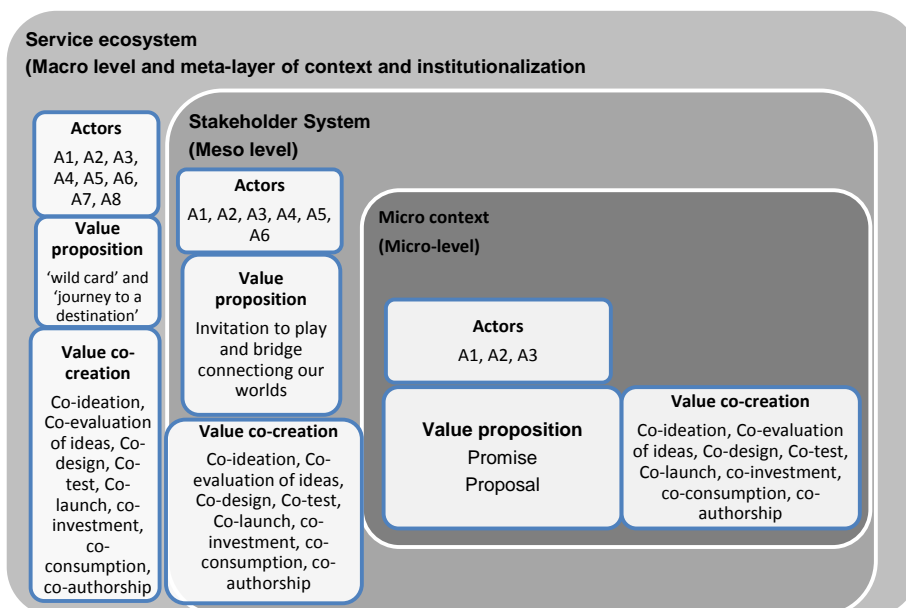 Service ecosystem
(Macro level and meta-layer of context and institutionalization
Actors
A1, A2, A3,
A4, A5, A6,
A7, A8
Value
proposition
‘wild card’ and
‘journey to a
destination’
Value co-
creation
Co-ideation,
Co-evaluation
of ideas, Co-
design, Co-
test, Co-
launch, co-
investment,
co-
consumption,
co-authorship
Stakeholder System
(Meso level)
Actors
A1, A2, A3, A4, A5,
A6
Value
proposition
Invitation to play
and bridge
connectiong our
worlds
Value co-creation
Co-ideation, Co-
evaluation of ideas,
Co-design, Co-test,
Co-launch, co-
investment, co-
consumption, co-
authorship
Micro context
(Micro-level)
Actors
A1, A2, A3
Value proposition
Promise
Proposal
Value co-creation
Co-ideation, Co-evaluation
of ideas, Co-design, Co-test,
Co-launch, co-investment,
co-consumption, co-
authorship